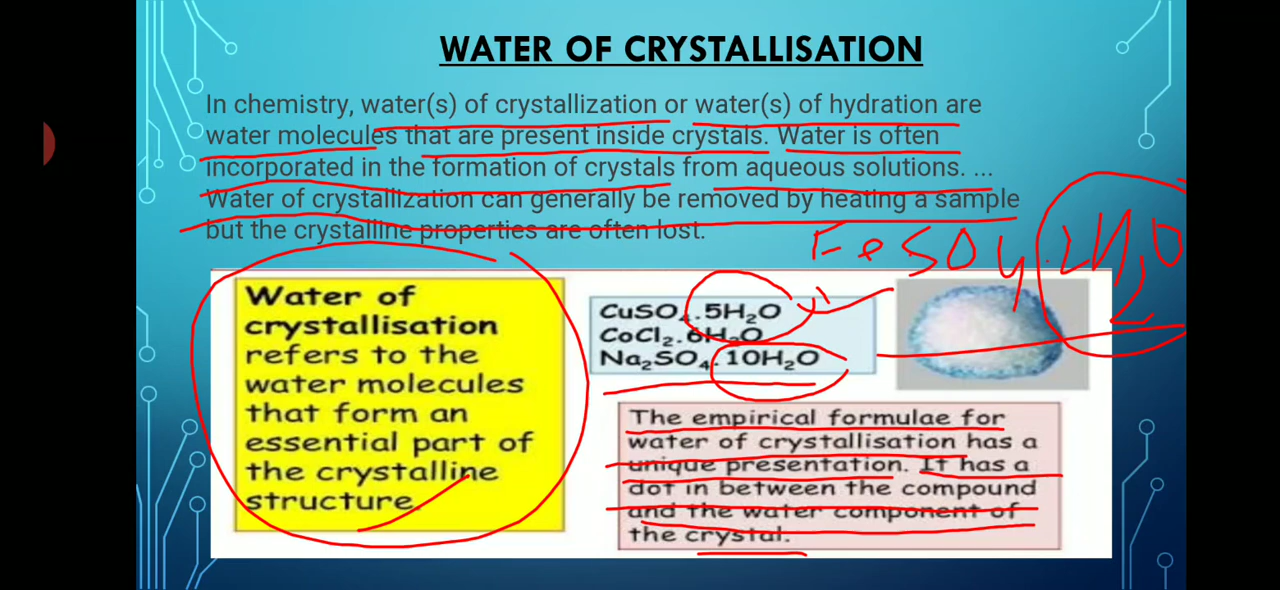 WATER OF CRYSTALLISATION
In chemistry, water(s) of crystallization or water(s) of hydration are
water molecules that are present inside crystals. Water is often
incorporated in the formation of crystals from aqueous solutions. ...
Water of crystallization can generally be removed by heating a sample
but the crystalline properties are often lost.
FeSO4.2H2O
Water of
crystallisation
refers to the
water molecules
that form an
essential part of
the crystalline
structure
CuSO4.5H2O
CoCl2.6H2O
Na2SO4.10H2O
The empirical formulae for
water of crystallisation has a
unique presentation. It has a
dot in between the compound
and the water component of
the crystal.